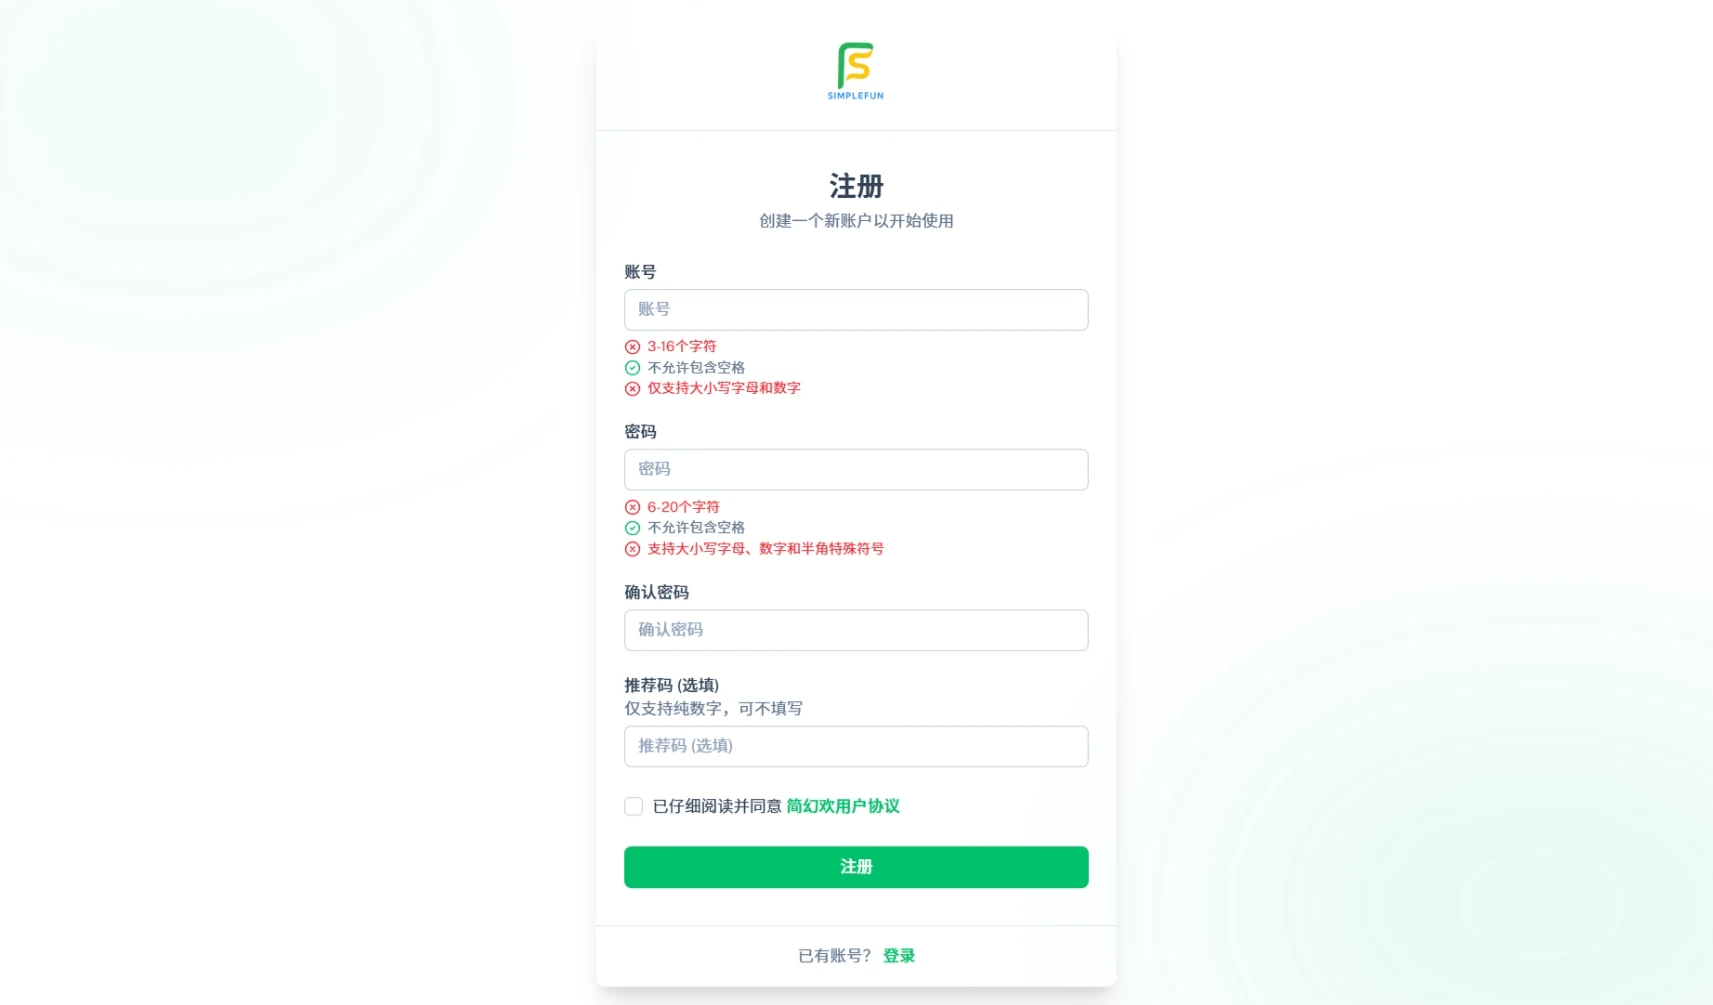 SIMPLEFUN
注册
创建一个新账户以开始使用
账号
账号
3-16个字符
不允许包含空格
仅支持大小写字母和数字
密码
密码
6-20个字符
不允许包含空格
支持大小写字母、数字和半角特殊符号
确认密码
确认密码
推荐码 (选填)
仅支持纯数字，可不填写
推荐码 (选填)
已仔细阅读并同意 简幻欢用户协议
注册
已有账号？ 登录